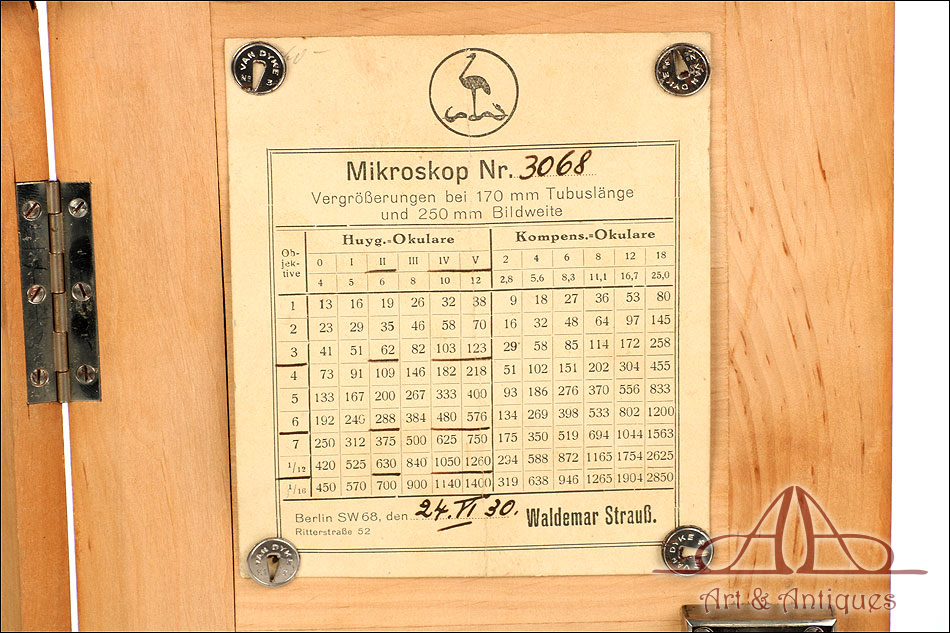 VAN DYKE
VAN DYKE
Mikroskop Nr. 3068
Vergrößerungen bei 170 mm Tubuslänge
und 250 mm Bildweite
Ob-
jek-
tive
Huyg.=Okulare Kompens.=Okulare
0 I II III IV V 2 4 6 8 12 18
4 5 6 8 10 12 2,8 5.6 8,3 11,1 16,7 25,0
1 13 16 19 26 32 38 9 18 27 36 53 80
2 23 29 35 46 58 70 16 32 48 64 97 145
3 41 51 62 82 103 123 29 58 85 114 172 258
4 73 91 109 146 182 218 51 102 151 202 304 455
5 133 167 200 267 333 400 93 186 276 370 556 833
6 192 240 288 384 480 576 134 269 398 533 802 1200
7 250 312 375 500 625 750 175 350 519 694 1044 1563
1/12 420 525 630 840 1050 1260 294 588 872 1165 1754 2625
1/16 450 570 700 900 1140 1400 319 638 946 1265 1904 2850
Berlin SW 68, den 24. VI 30. Waldemar Strauß.
Ritterstraße 52
VAN DYKE
VAN DYKE
Art & Antiques